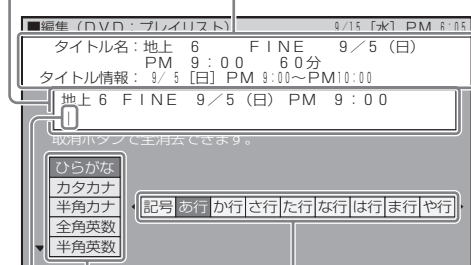 ■編集(DVD:プレイリスト) 9/15 [水] PM 6:05
タイトル名:地上 6 FINE 9/5(日)
PM 9:00 60分
タイトル情報: 9/ 5 [日] PM 9:00~PM10:00
地上 6 FINE 9/5(日) PM 9:00
取消ボタンで全消去できます。
ひらがな
カタカナ
半角カナ
全角英数
半角英数
記号 あ行 か行 さ行 た行 な行 は行 ま行 や行